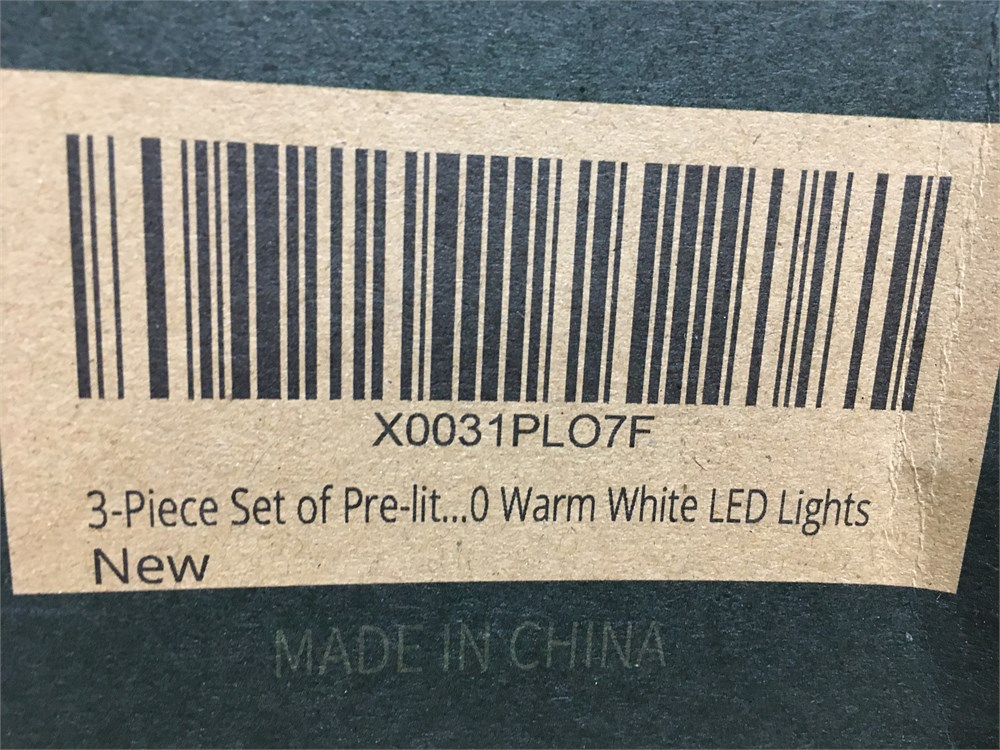 X0031PLO7F
3-Piece Set of Pre-lit...0 Warm White LED Lights
New
MADE IN CHINA